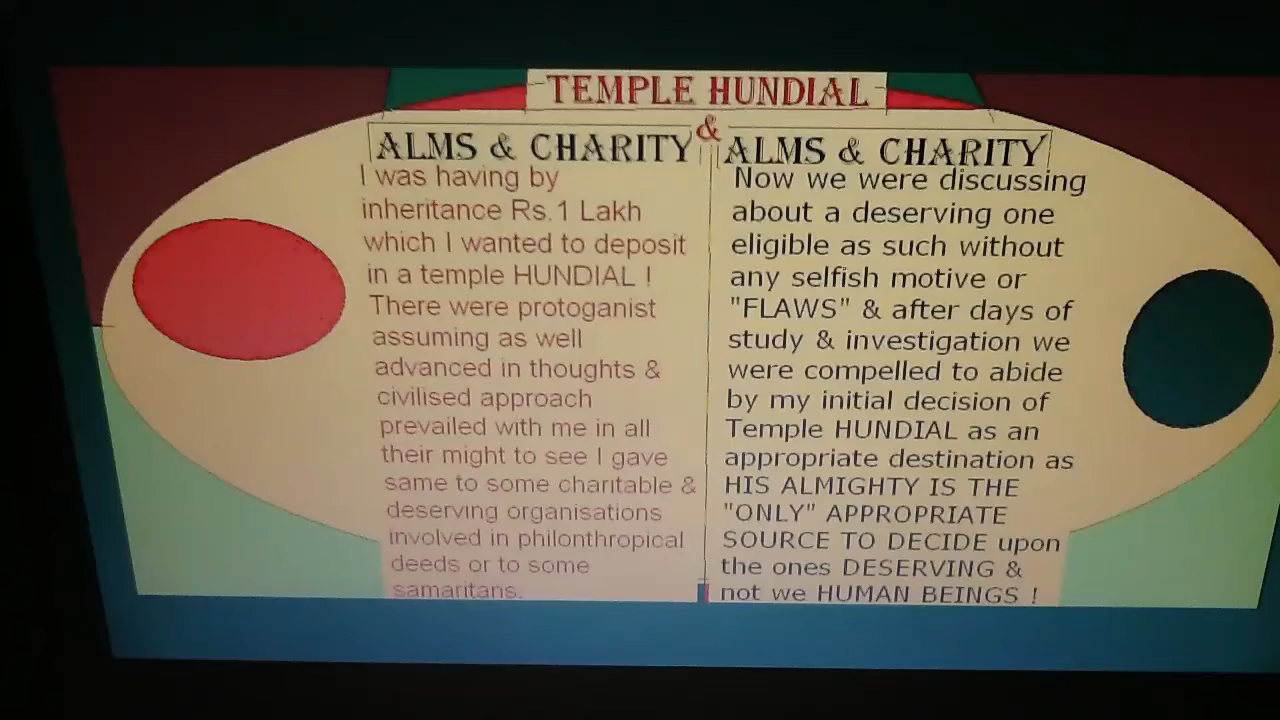 TEMPLE HUNDIAL
&
ALMS & CHARITY
I was having by
inheritance Rs.1 Lakh
which I wanted to deposit
in a temple HUNDIAL !
There were protoganist
assuming as well
advanced in thoughts &
civilised approach
prevailed with me in all
their might to see I gave
same to some charitable &
deserving organisations
involved in philonthropical
deeds or to some
samaritans.
ALMS & CHARITY
Now we were discussing
about a deserving one
eligible as such without
any selfish motive or
"FLAWS" & after days of
study & investigation we
were compelled to abide
by my initial decision of
Temple HUNDIAL as an
appropriate destination as
HIS ALMIGHTY IS THE
"ONLY" APPROPRIATE
SOURCE TO DECIDE upon
the ones DESERVING &
not we HUMAN BEINGS !